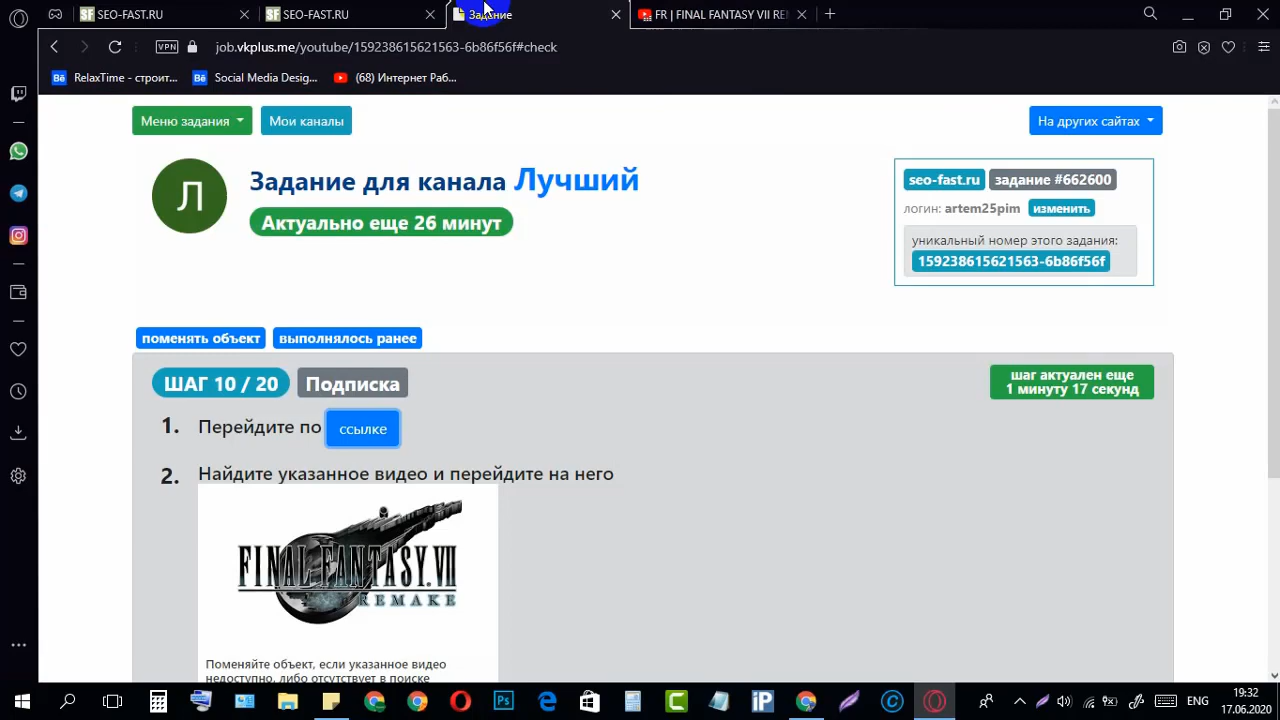 SEO-FAST.RU
SEO-FAST.RU
Задание
FR | FINAL FANTASY VII REM
VPN
job.vkplus.me/youtube/159238615621563-6b86f56f#check
Bē RelaxTime - строит...
Bē Social Media Desig...
(68) Интернет Раб...
Меню задания
Мои каналы
На других сайтах
Л
Задание для канала Лучший
Актуально еще 26 минут
seo-fast.ru задание #662600
логин: artem25pim изменить
уникальный номер этого задания:
159238615621563-6b86f56f
поменять объект
выполнялось ранее
ШАГ 10 / 20 Подписка
шаг актуален еще
1 минуту 17 секунд
1. Перейдите по ссылке
2. Найдите указанное видео и перейдите на него
FINAL FANTASY VII
REMAKE
Поменяйте объект, если указанное видео
недоступно, либо отсутствует в поиске
ENG
19:32
17.06.2020